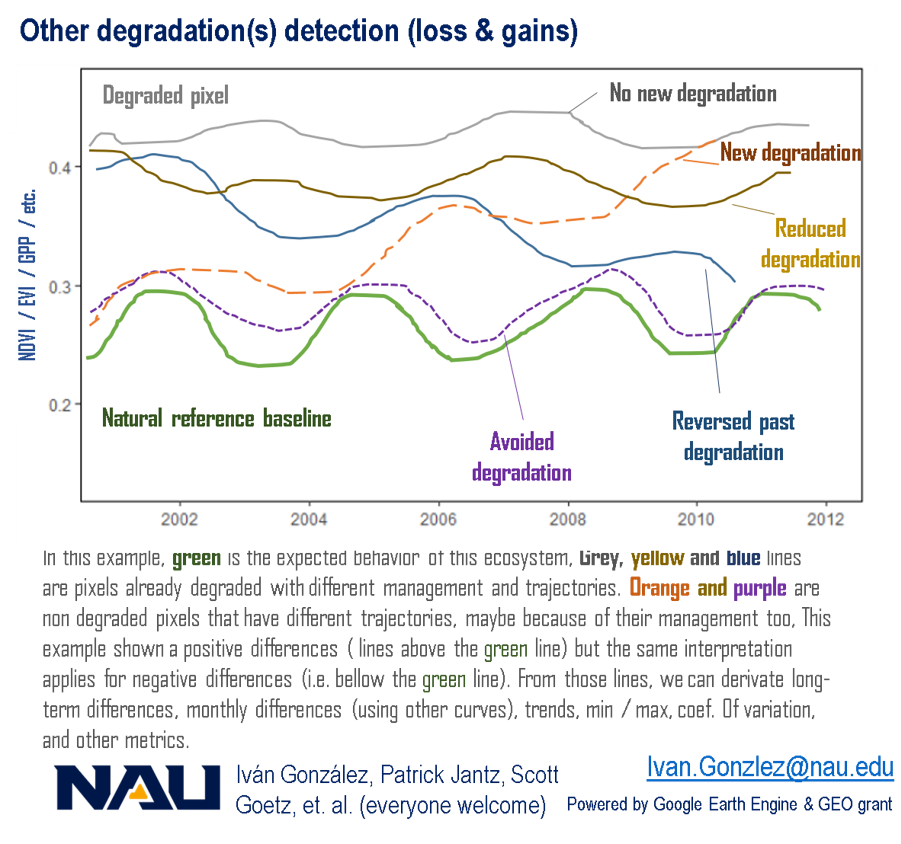 Other degradation(s) detection (loss & gains)
Degraded pixel
No new degradation
New degradation
Reduced
degradation
0.4
0.3
0.2
NDVI / EVI / GPP / etc.
Natural reference baseline
Avoided
degradation
Reversed past
degradation
2002 2004 2006 2008 2010 2012
In this example, green is the expected behavior of this ecosystem, Grey, yellow and blue lines
are pixels already degraded with different management and trajectories. Orange and purple are
non degraded pixels that have different trajectories, maybe because of their management too, This
example shown a positive differences ( lines above the green line) but the same interpretation
applies for negative differences (i.e. bellow the green line). From those lines, we can derivate long-
term differences, monthly differences (using other curves), trends, min / max, coef. Of variation,
and other metrics.
NAU
Iván González, Patrick Jantz, Scott
Goetz, et. al. (everyone welcome)
Ivan.Gonzlez@nau.edu
Powered by Google Earth Engine & GEO grant